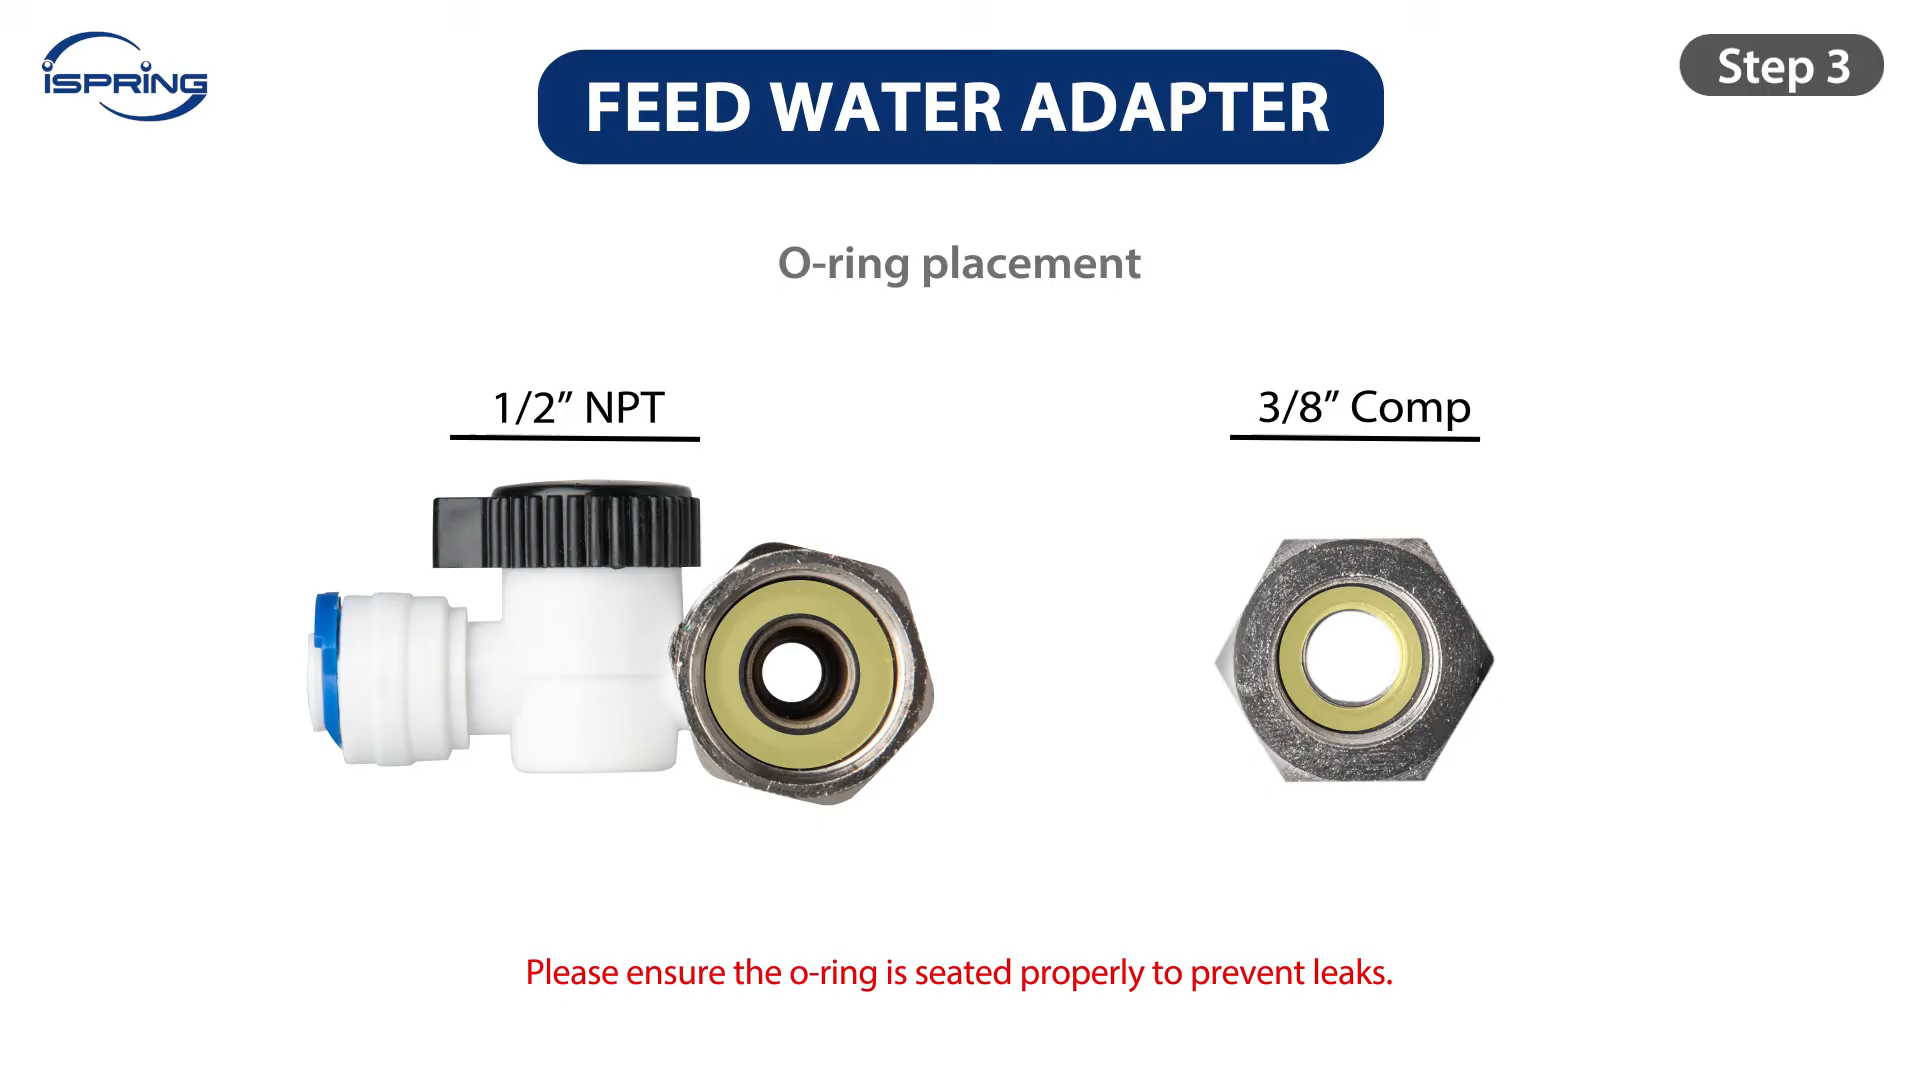 iSPRING
FEED WATER ADAPTER
Step 3
O-ring placement
1/2” NPT
3/8” Comp
Please ensure the o-ring is seated properly to prevent leaks.